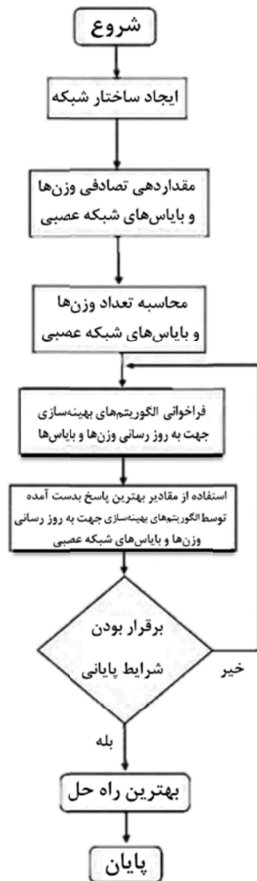 شروع
ایجاد ساختار شبکه
مقداردهی تصادفی وزن‌ها
و بایاس‌های شبکه عصبی
محاسبه تعداد وزن‌ها
و بایاس‌های شبکه عصبی
فراخوانی الگوریتم‌های بهینه‌سازی
جهت به روز رسانی وزن‌ها و بایاس‌ها
استفاده از مقادیر بهترین پاسخ بدست آمده
توسط الگوریتم‌های بهینه‌سازی جهت به روز رسانی
وزن‌ها و بایاس‌های شبکه عصبی
برقرار بودن
شرایط پایانی
خیر
بله
بهترین راه حل
پایان